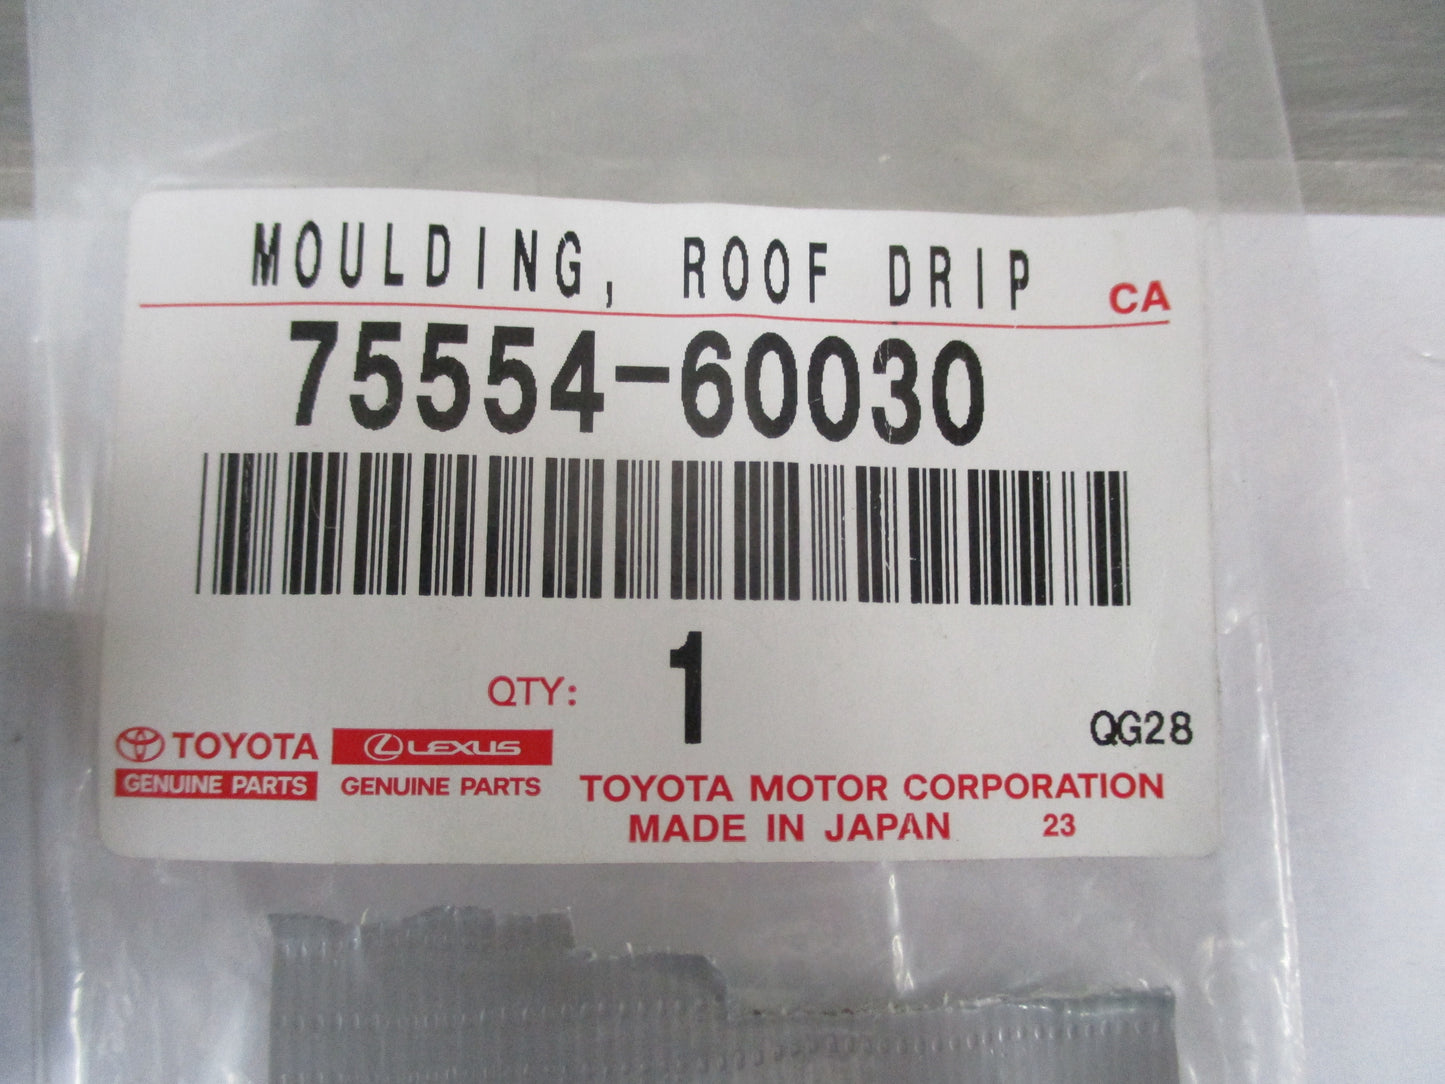 MOULDING, ROOF DRIP CA
75554-60030
QTY: 1
QG28
TOYOTA LEXUS
GENUINE PARTS GENUINE PARTS
TOYOTA MOTOR CORPORATION
MADE IN JAPAN 23